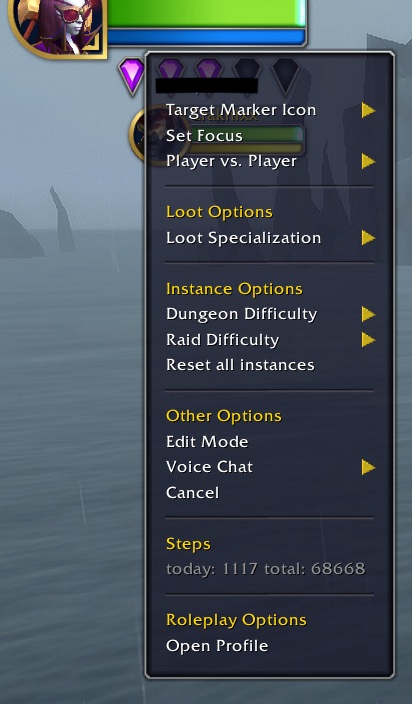 Target Marker Icon
Set Focus
Player vs. Player
Loot Options
Loot Specialization
Instance Options
Dungeon Difficulty
Raid Difficulty
Reset all instances
Other Options
Edit Mode
Voice Chat
Cancel
Steps
today: 1117 total: 68668
Roleplay Options
Open Profile